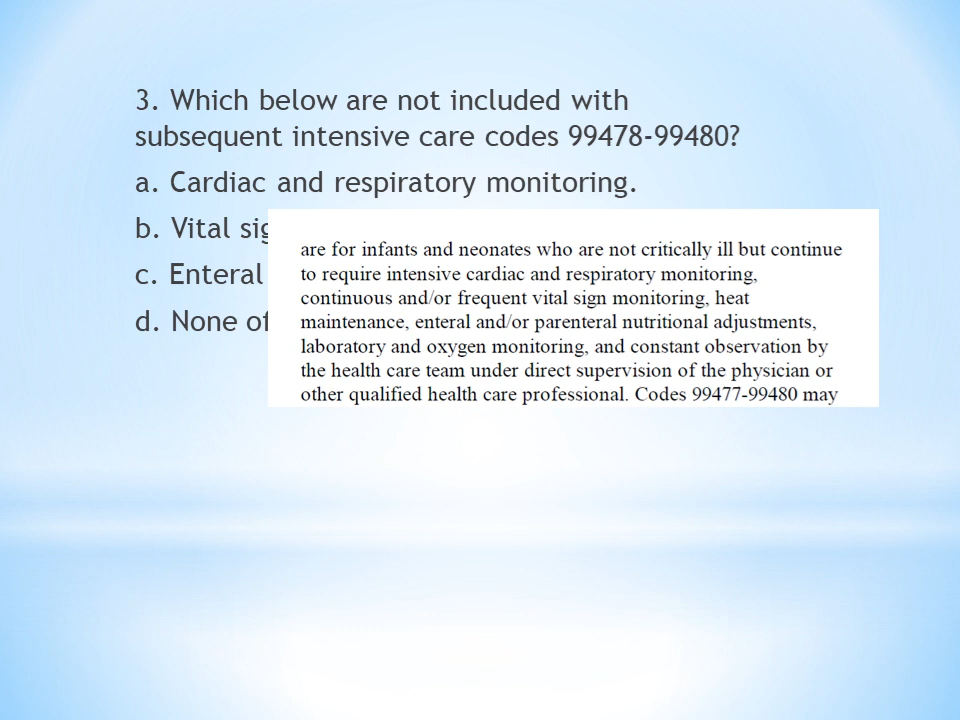 3. Which below are not included with
subsequent intensive care codes 99478-99480?
a. Cardiac and respiratory monitoring.
b. Vital
c. Enteral
d. None of
are for infants and neonates who are not critically ill but continue
to require intensive cardiac and respiratory monitoring,
continuous and/or frequent vital sign monitoring, heat
maintenance, enteral and/or parenteral nutritional adjustments,
laboratory and oxygen monitoring, and constant observation by
the health care team under direct supervision of the physician or
other qualified health care professional. Codes 99477-99480 may